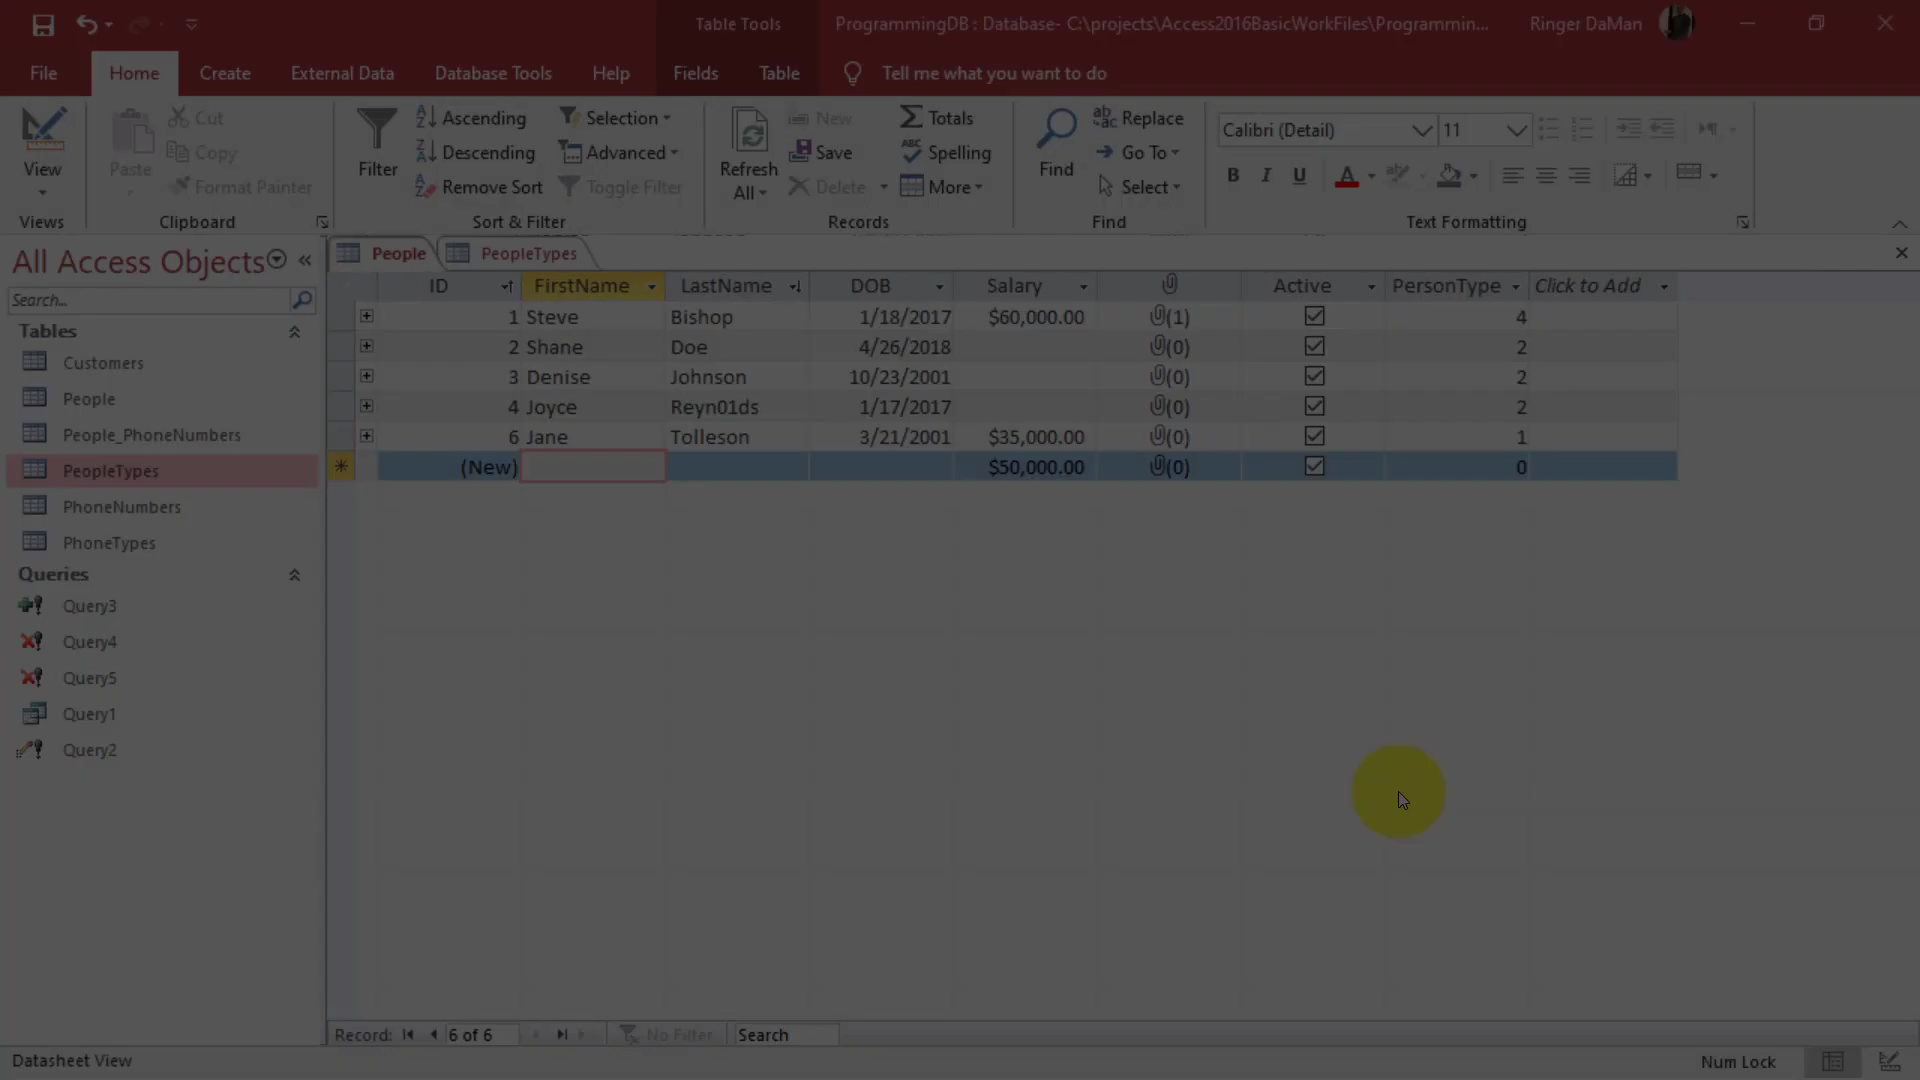 Table Tools ProgrammingDB : Database- C:\projects\Access2016BasicWorkFiles\Programmin... Ringer DaMan
File Home Create External Data Database Tools Help Fields Table Tell me what you want to do
View Paste Cut Copy Format Painter Filter Ascending Descending Remove Sort Selection Advanced Toggle Filter Refresh All New Save Delete Totals Spelling More Find Replace Go To Select Calibri (Detail) 11 B I U A
Views Clipboard Sort & Filter Records Find Text Formatting
All Access Objects
Search...
Tables
Customers
People
People_PhoneNumbers
PeopleTypes
PhoneNumbers
PhoneTypes
Queries
Query3
Query4
Query5
Query1
Query2
People PeopleTypes
ID FirstName LastName DOB Salary Active PersonType Click to Add
1 Steve Bishop 1/18/2017 $60,000.00 (1) 4
2 Shane Doe 4/26/2018 (0) 2
3 Denise Johnson 10/23/2001 (0) 2
4 Joyce Reyn01ds 1/17/2017 (0) 2
6 Jane Tolleson 3/21/2001 $35,000.00 (0) 1
(New) $50,000.00 (0) 0
Record: 6 of 6 No Filter Search
Datasheet View Num Lock